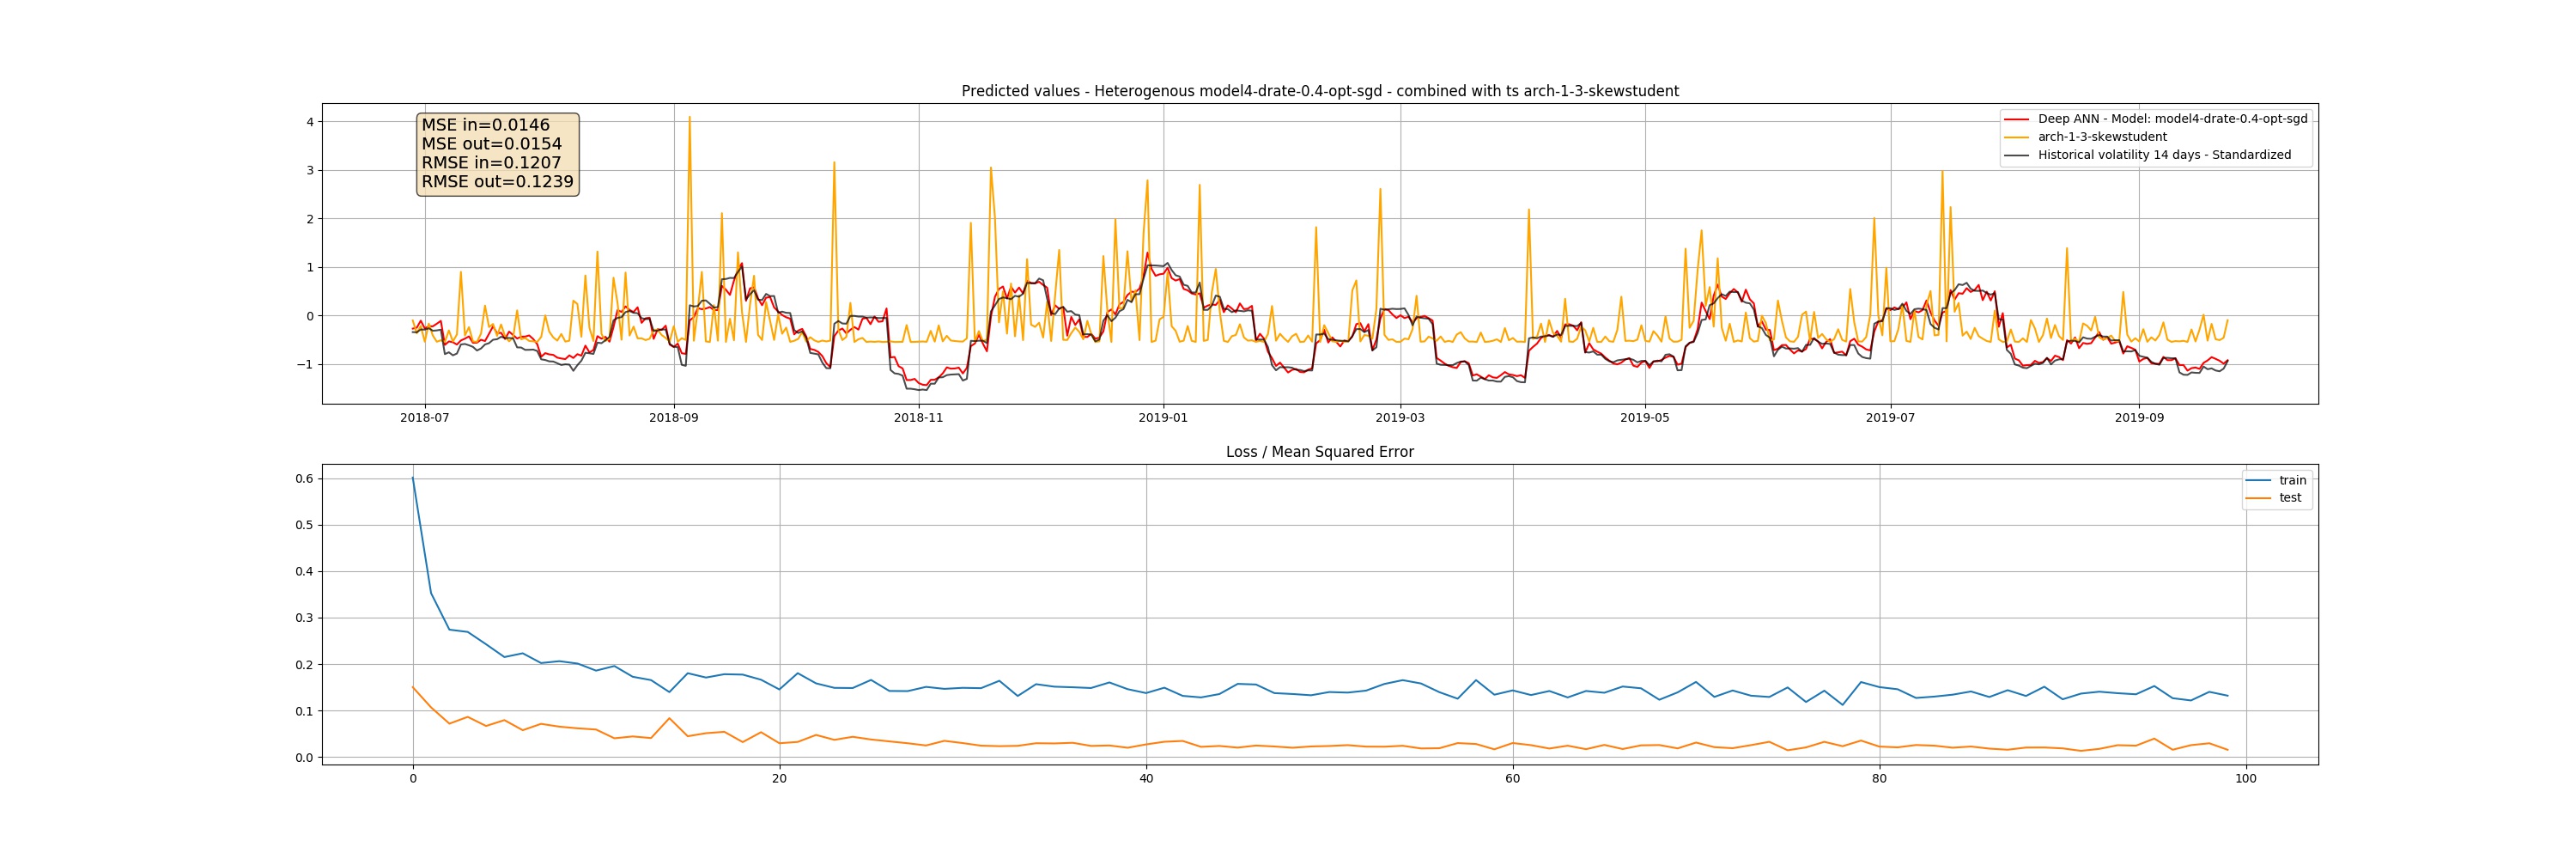 Predicted values - Heterogenous model4-drate-0.4-opt-sgd - combined with ts arch-1-3-skewstudent
MSE in=0.0146
MSE out=0.0154
RMSE in=0.1207
RMSE out=0.1239
Deep ANN - Model: model4-drate-0.4-opt-sgd
arch-1-3-skewstudent
Historical volatility 14 days - Standardized
4
3
2
1
0
−1
2018-07 2018-09 2018-11 2019-01 2019-03 2019-05 2019-07 2019-09
Loss / Mean Squared Error
train
test
0.6
0.5
0.4
0.3
0.2
0.1
0.0
0 20 40 60 80 100